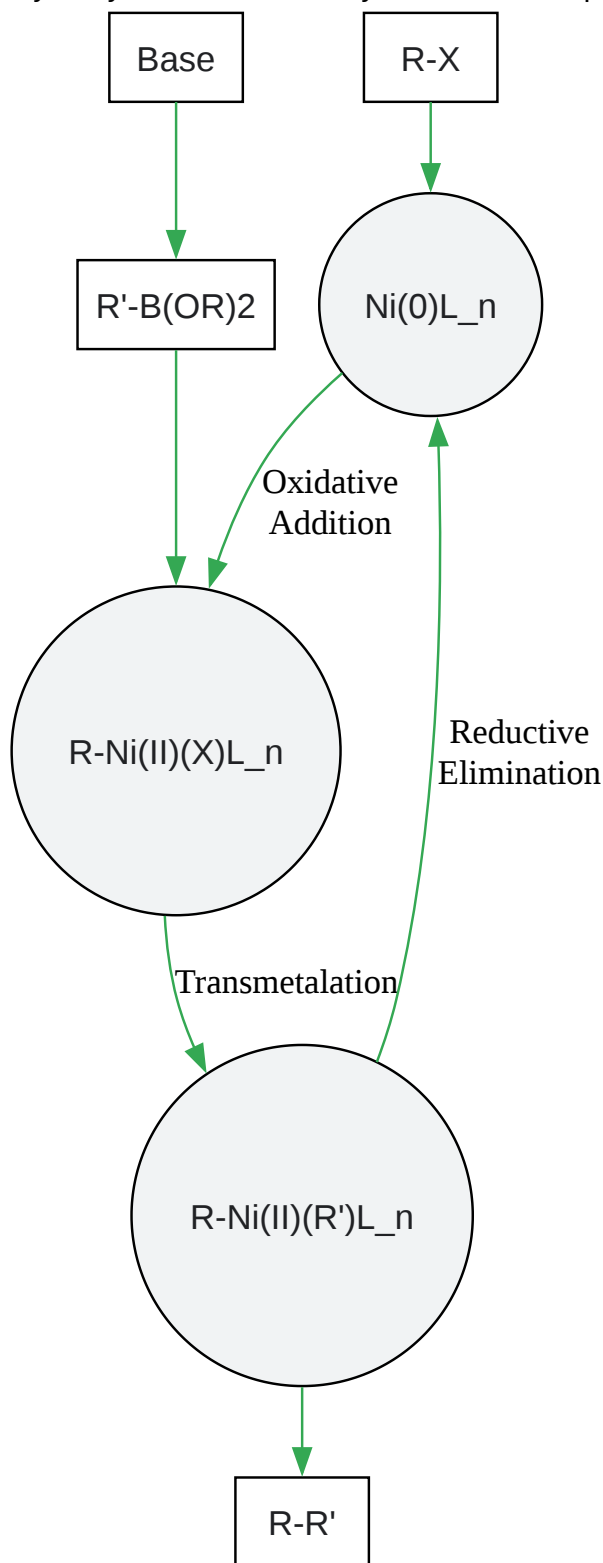 Base
R-X
R'-B(OR)2
Ni(0)L_n
Oxidative
Addition
R-Ni(II)(X)L_n
Reductive
Elimination
Transmetalation
R-Ni(II)(R')L_n
R-R'